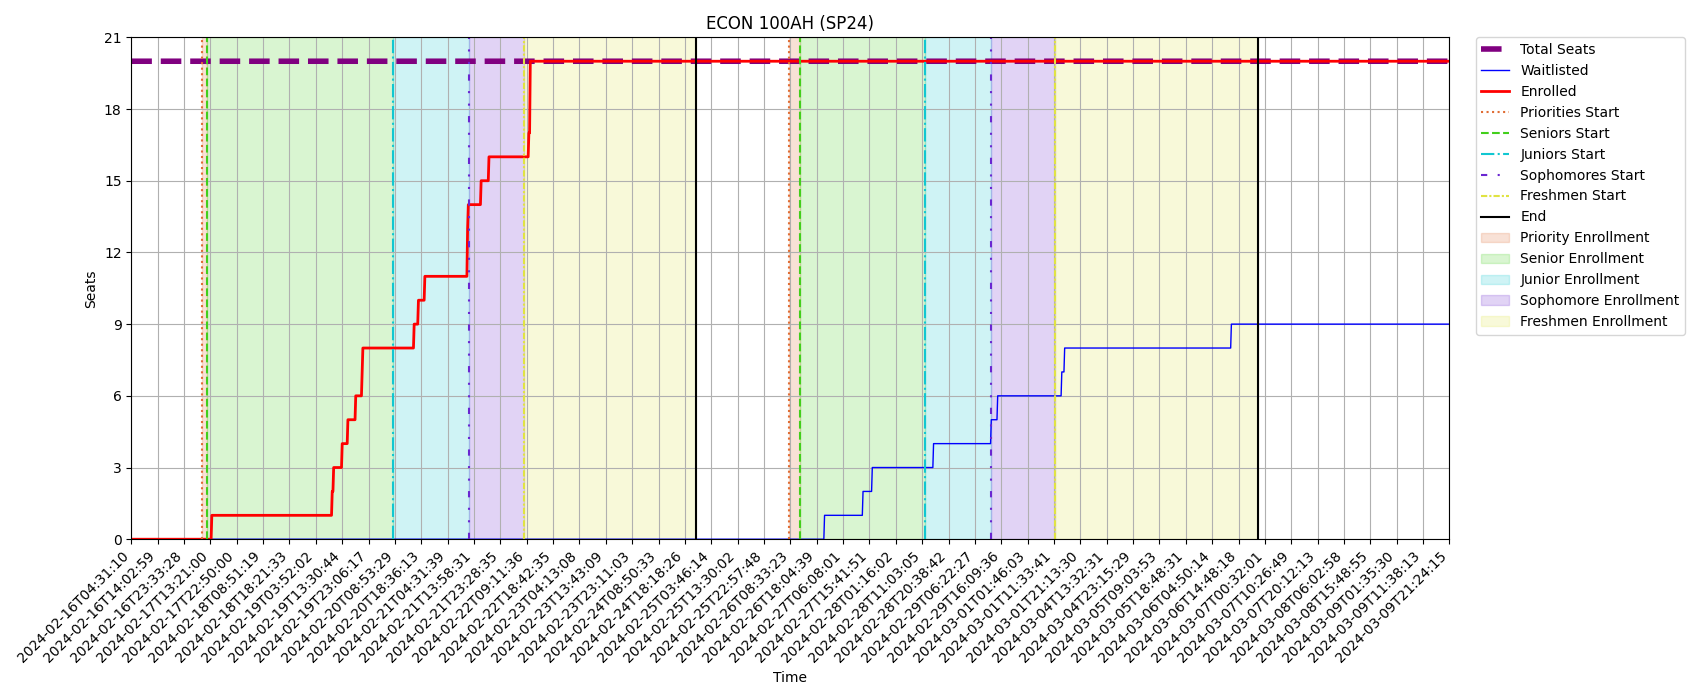 ECON 100AH (SP24)
Seats
21
18
15
12
9
6
3
0
2024-02-16T04:31:10
2024-02-16T14:02:59
2024-02-16T23:33:28
2024-02-17T13:21:00
2024-02-17T22:50:00
2024-02-18T08:51:19
2024-02-18T18:21:33
2024-02-19T03:52:02
2024-02-19T13:30:44
2024-02-19T23:06:17
2024-02-20T08:53:29
2024-02-20T18:36:13
2024-02-21T04:31:39
2024-02-21T13:58:31
2024-02-21T23:28:35
2024-02-22T09:11:36
2024-02-22T18:42:35
2024-02-23T04:13:08
2024-02-23T13:43:09
2024-02-23T23:11:03
2024-02-24T08:50:33
2024-02-24T18:18:26
2024-02-25T03:46:14
2024-02-25T13:30:02
2024-02-25T22:57:48
2024-02-26T08:33:23
2024-02-26T18:04:39
2024-02-27T06:08:01
2024-02-27T15:41:51
2024-02-28T01:16:02
2024-02-28T11:03:05
2024-02-28T20:38:42
2024-02-29T06:22:27
2024-02-29T16:09:36
2024-03-01T01:46:03
2024-03-01T11:33:41
2024-03-01T21:13:30
2024-03-04T18:32:31
2024-03-04T23:15:29
2024-03-05T09:03:53
2024-03-05T18:48:31
2024-03-06T04:50:14
2024-03-06T14:48:18
2024-03-07T00:32:01
2024-03-07T10:26:49
2024-03-07T20:12:13
2024-03-08T06:02:58
2024-03-08T15:48:55
2024-03-09T01:35:30
2024-03-09T11:38:13
2024-03-09T21:24:15
Time
Total Seats
Waitlisted
Enrolled
Priorities Start
Seniors Start
Juniors Start
Sophomores Start
Freshmen Start
End
Priority Enrollment
Senior Enrollment
Junior Enrollment
Sophomore Enrollment
Freshmen Enrollment